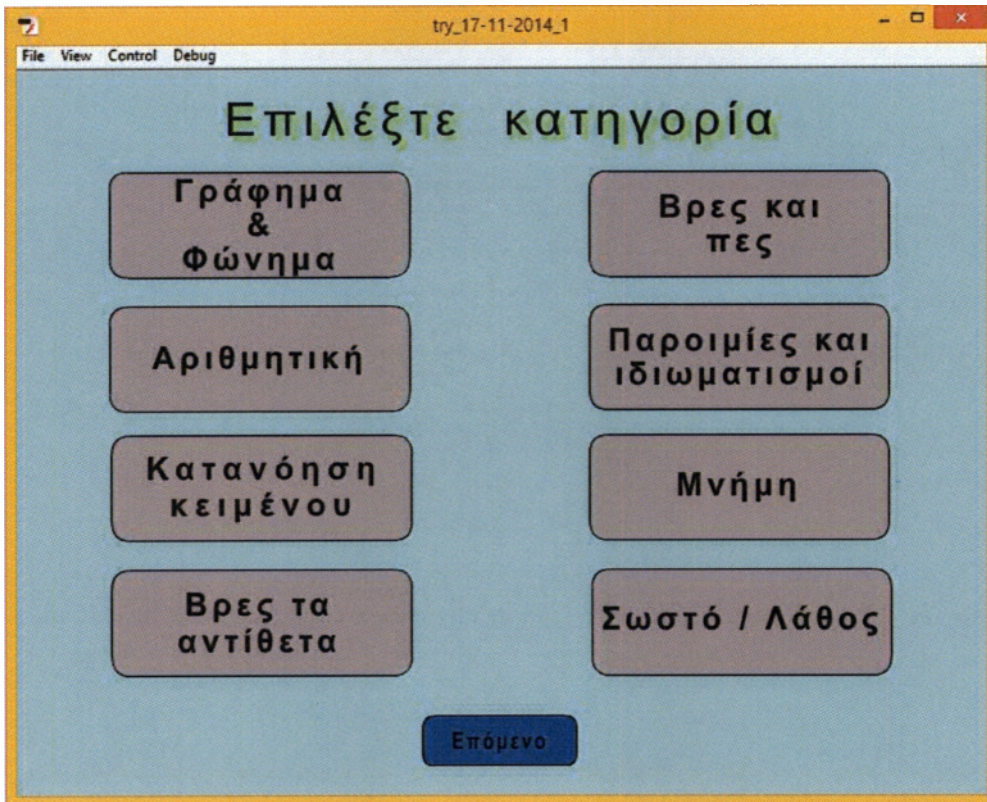 try_17-11-2014_1
File View Control Debug
Επιλέξτε κατηγορία
Γράφημα
&
Φώνημα
Βρες και
πες
Αριθμητική
Παροιμίες και
ιδιωματισμοί
Κατανόηση
κειμένου
Μνήμη
Βρες τα
αντίθετα
Σωστό / Λάθος
Επόμενο